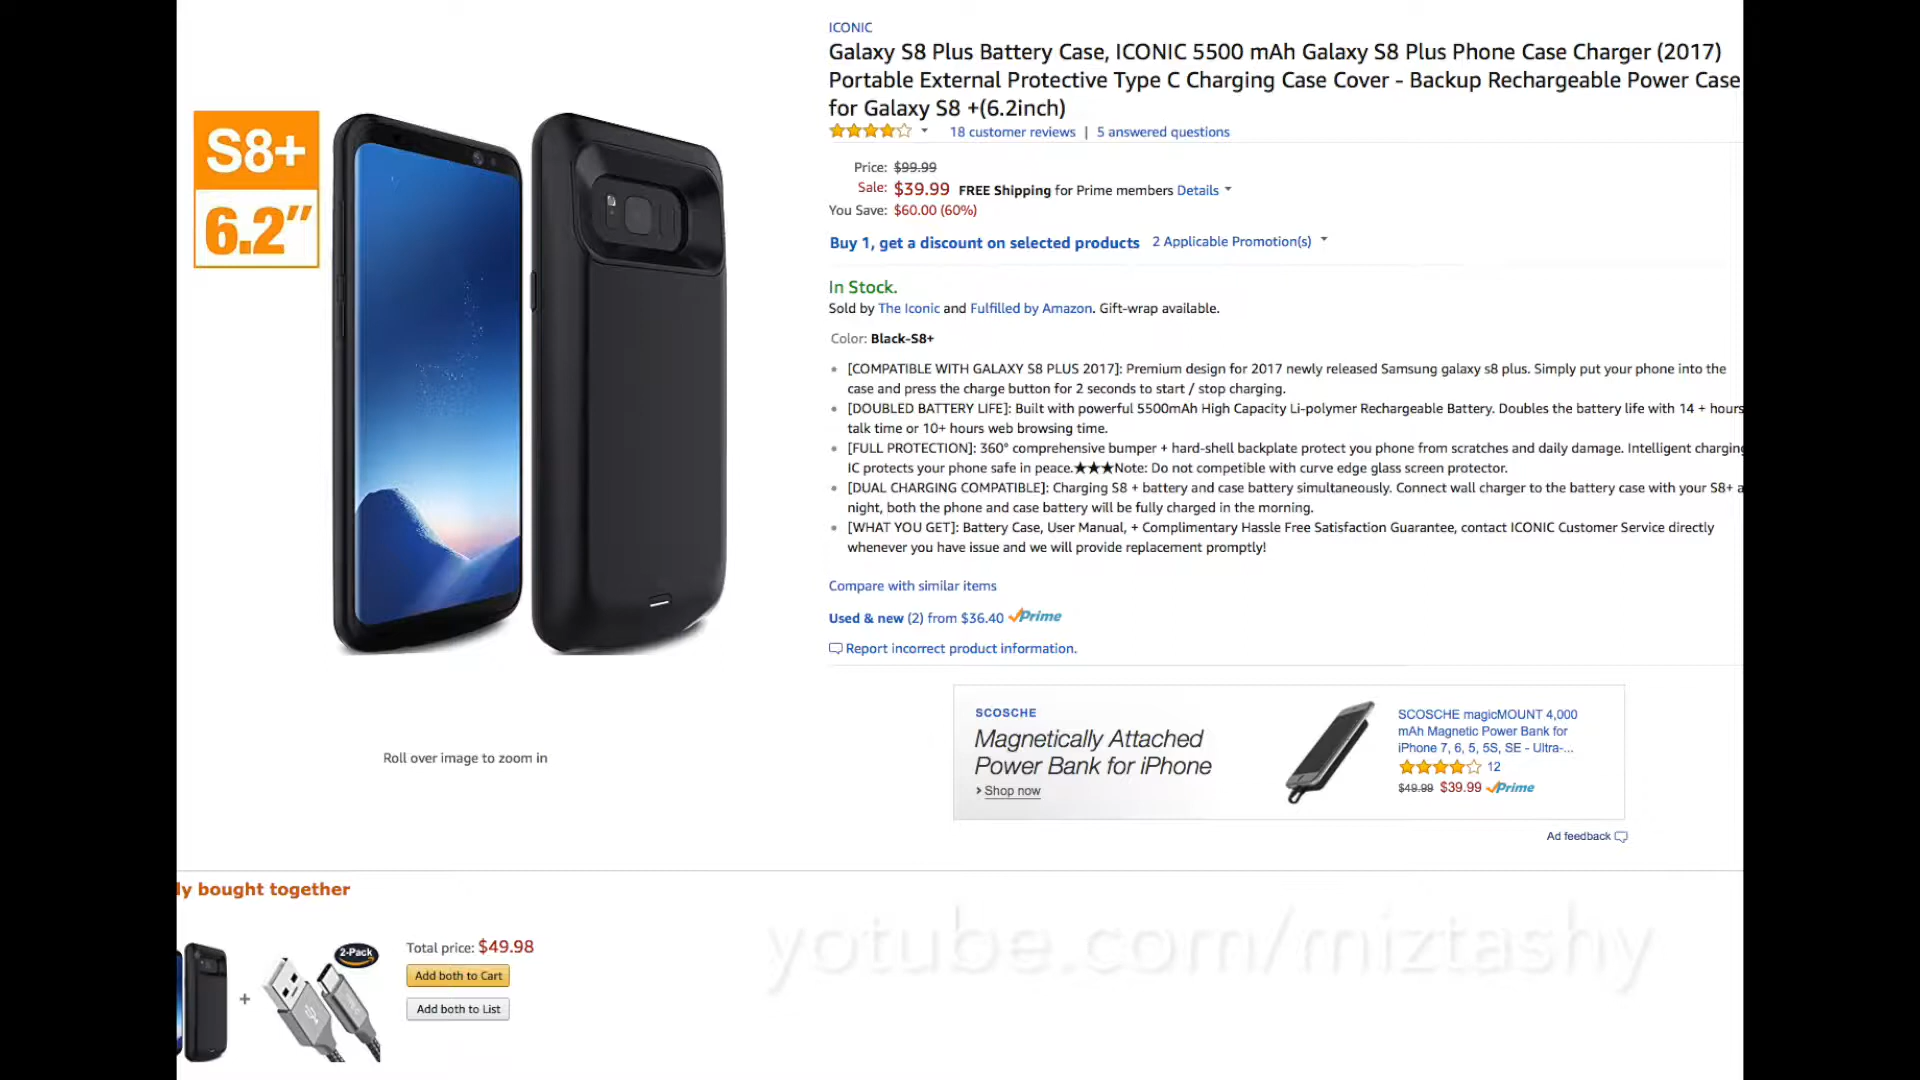 ICONIC
Galaxy S8 Plus Battery Case, ICONIC 5500 mAh Galaxy S8 Plus Phone Case Charger (2017)
Portable External Protective Type C Charging Case Cover - Backup Rechargeable Power Case
for Galaxy S8 +(6.2inch)
18 customer reviews | 5 answered questions
S8+
6.2"
Price: $99.99
Sale: $39.99 FREE Shipping for Prime members Details
You Save: $60.00 (60%)
Buy 1, get a discount on selected products 2 Applicable Promotion(s)
In Stock.
Sold by The Iconic and Fulfilled by Amazon. Gift-wrap available.
Color: Black-S8+
[COMPATIBLE WITH GALAXY S8 PLUS 2017]: Premium design for 2017 newly released Samsung galaxy s8 plus. Simply put your phone into the
case and press the charge button for 2 seconds to start / stop charging.
[DOUBLED BATTERY LIFE]: Built with powerful 5500mAh High Capacity Li-polymer Rechargeable Battery. Doubles the battery life with 14 + hours
talk time or 10+ hours web browsing time.
[FULL PROTECTION]: 360° comprehensive bumper + hard-shell backplate protect you phone from scratches and daily damage. Intelligent charging
IC protects your phone safe in peace.★★★Note: Do not compatible with curve edge glass screen protector.
[DUAL CHARGING COMPATIBLE]: Charging S8 + battery and case battery simultaneously. Connect wall charger to the battery case with your S8+ a
night, both the phone and case battery will be fully charged in the morning.
[WHAT YOU GET]: Battery Case, User Manual, + Complimentary Hassle Free Satisfaction Guarantee, contact ICONIC Customer Service directly
whenever you have issue and we will provide replacement promptly!
Compare with similar items
Used & new (2) from $36.40 Prime
Report incorrect product information.
SCOSCHE
Magnetically Attached
Power Bank for iPhone
Shop now
SCOSCHE magicMOUNT 4,000
mAh Magnetic Power Bank for
iPhone 7, 6, 5, 5S, SE - Ultra-...
12
$49.99 $39.99 Prime
Roll over image to zoom in
Ad feedback
ly bought together
2-Pack
+
Total price: $49.98
Add both to Cart
Add both to List
yotube.com/miztashy